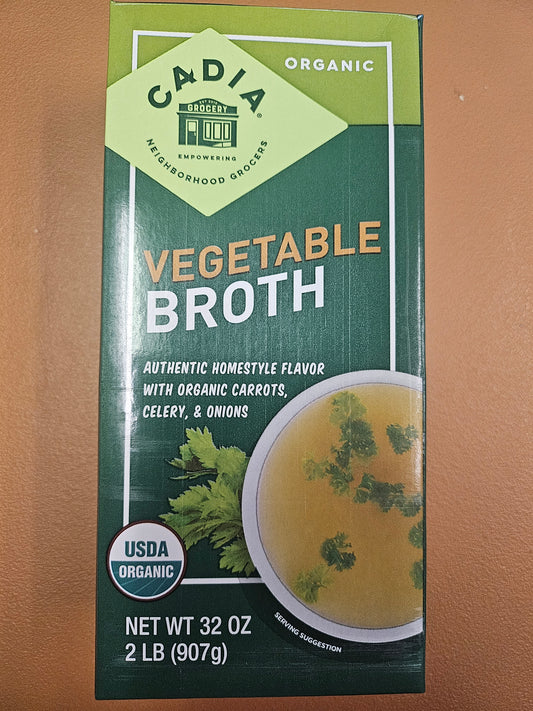 ORGANIC
CADIA®
EST 2012
GROCERY
EMPOWERING
NEIGHBORHOOD GROCERS
VEGETABLE
BROTH
AUTHENTIC HOMESTYLE FLAVOR
WITH ORGANIC CARROTS,
CELERY, & ONIONS
USDA
ORGANIC
NET WT 32 OZ
2 LB (907g)
SERVING SUGGESTION